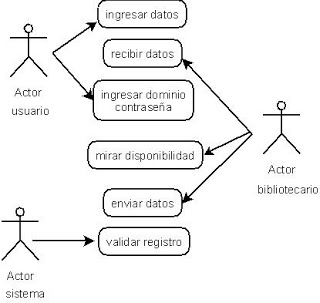 ingresar datos
recibir datos
Actor
usuario
ingresar dominio
contraseña
mirar disponibilidad
Actor
bibliotecario
enviar datos
validar registro
Actor
sistema